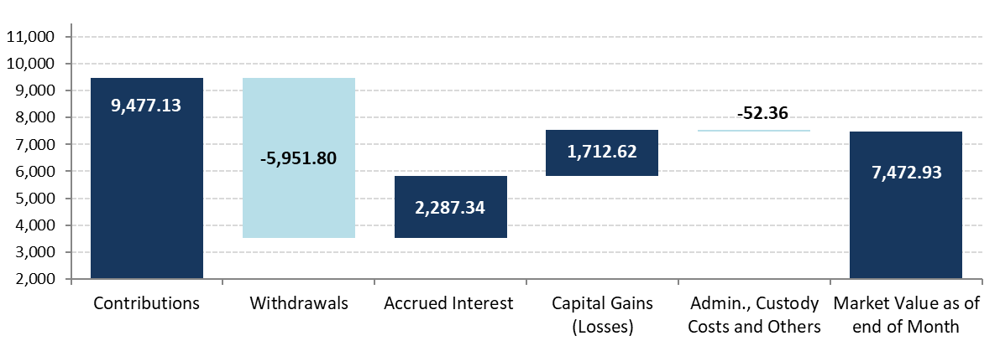 11,000
10,000
9,000
8,000
7,000
6,000
5,000
4,000
3,000
2,000
9,477.13
-5,951.80
2,287.34
1,712.62
-52.36
7,472.93
Contributions
Withdrawals
Accrued Interest
Capital Gains
(Losses)
Admin., Custody
Costs and Others
Market Value as of
end of Month